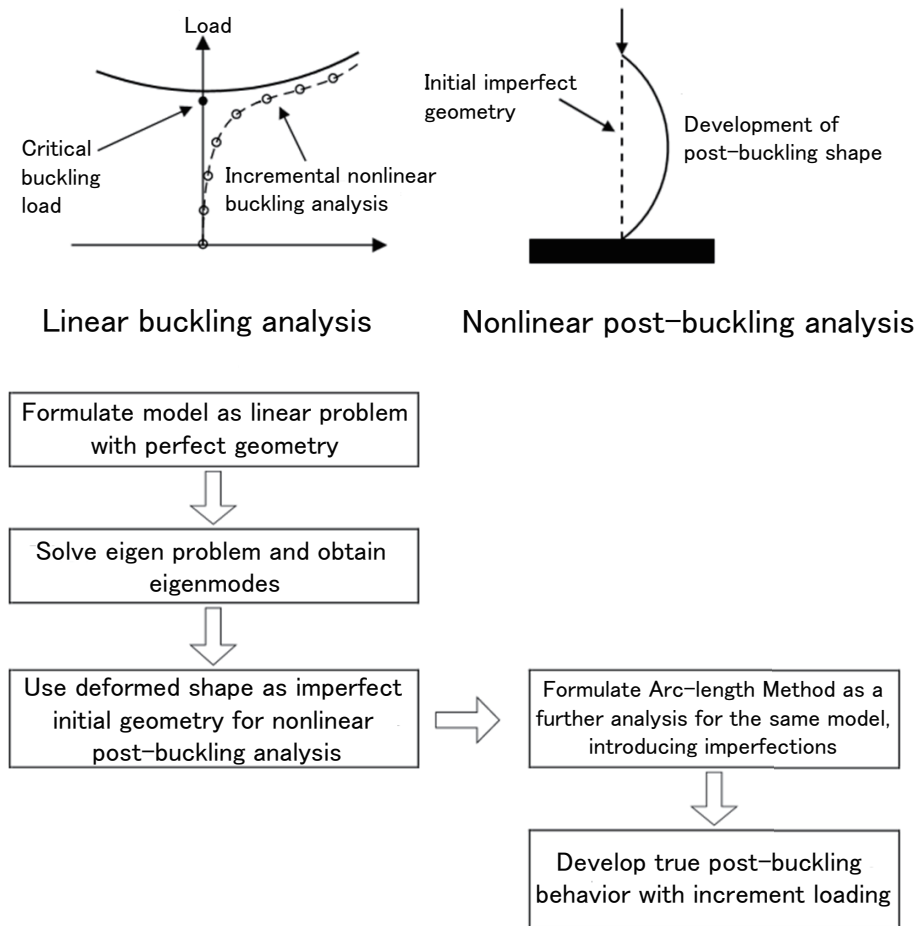 Load
Critical
buckling
load
Incremental nonlinear
buckling analysis
Initial imperfect
geometry
Development of
post-buckling shape
Linear buckling analysis
Nonlinear post-buckling analysis
Formulate model as linear problem
with perfect geometry
Solve eigen problem and obtain
eigenmodes
Use deformed shape as imperfect
initial geometry for nonlinear
post-buckling analysis
Formulate Arc-length Method as a
further analysis for the same model,
introducing imperfections
Develop true post-buckling
behavior with increment loading